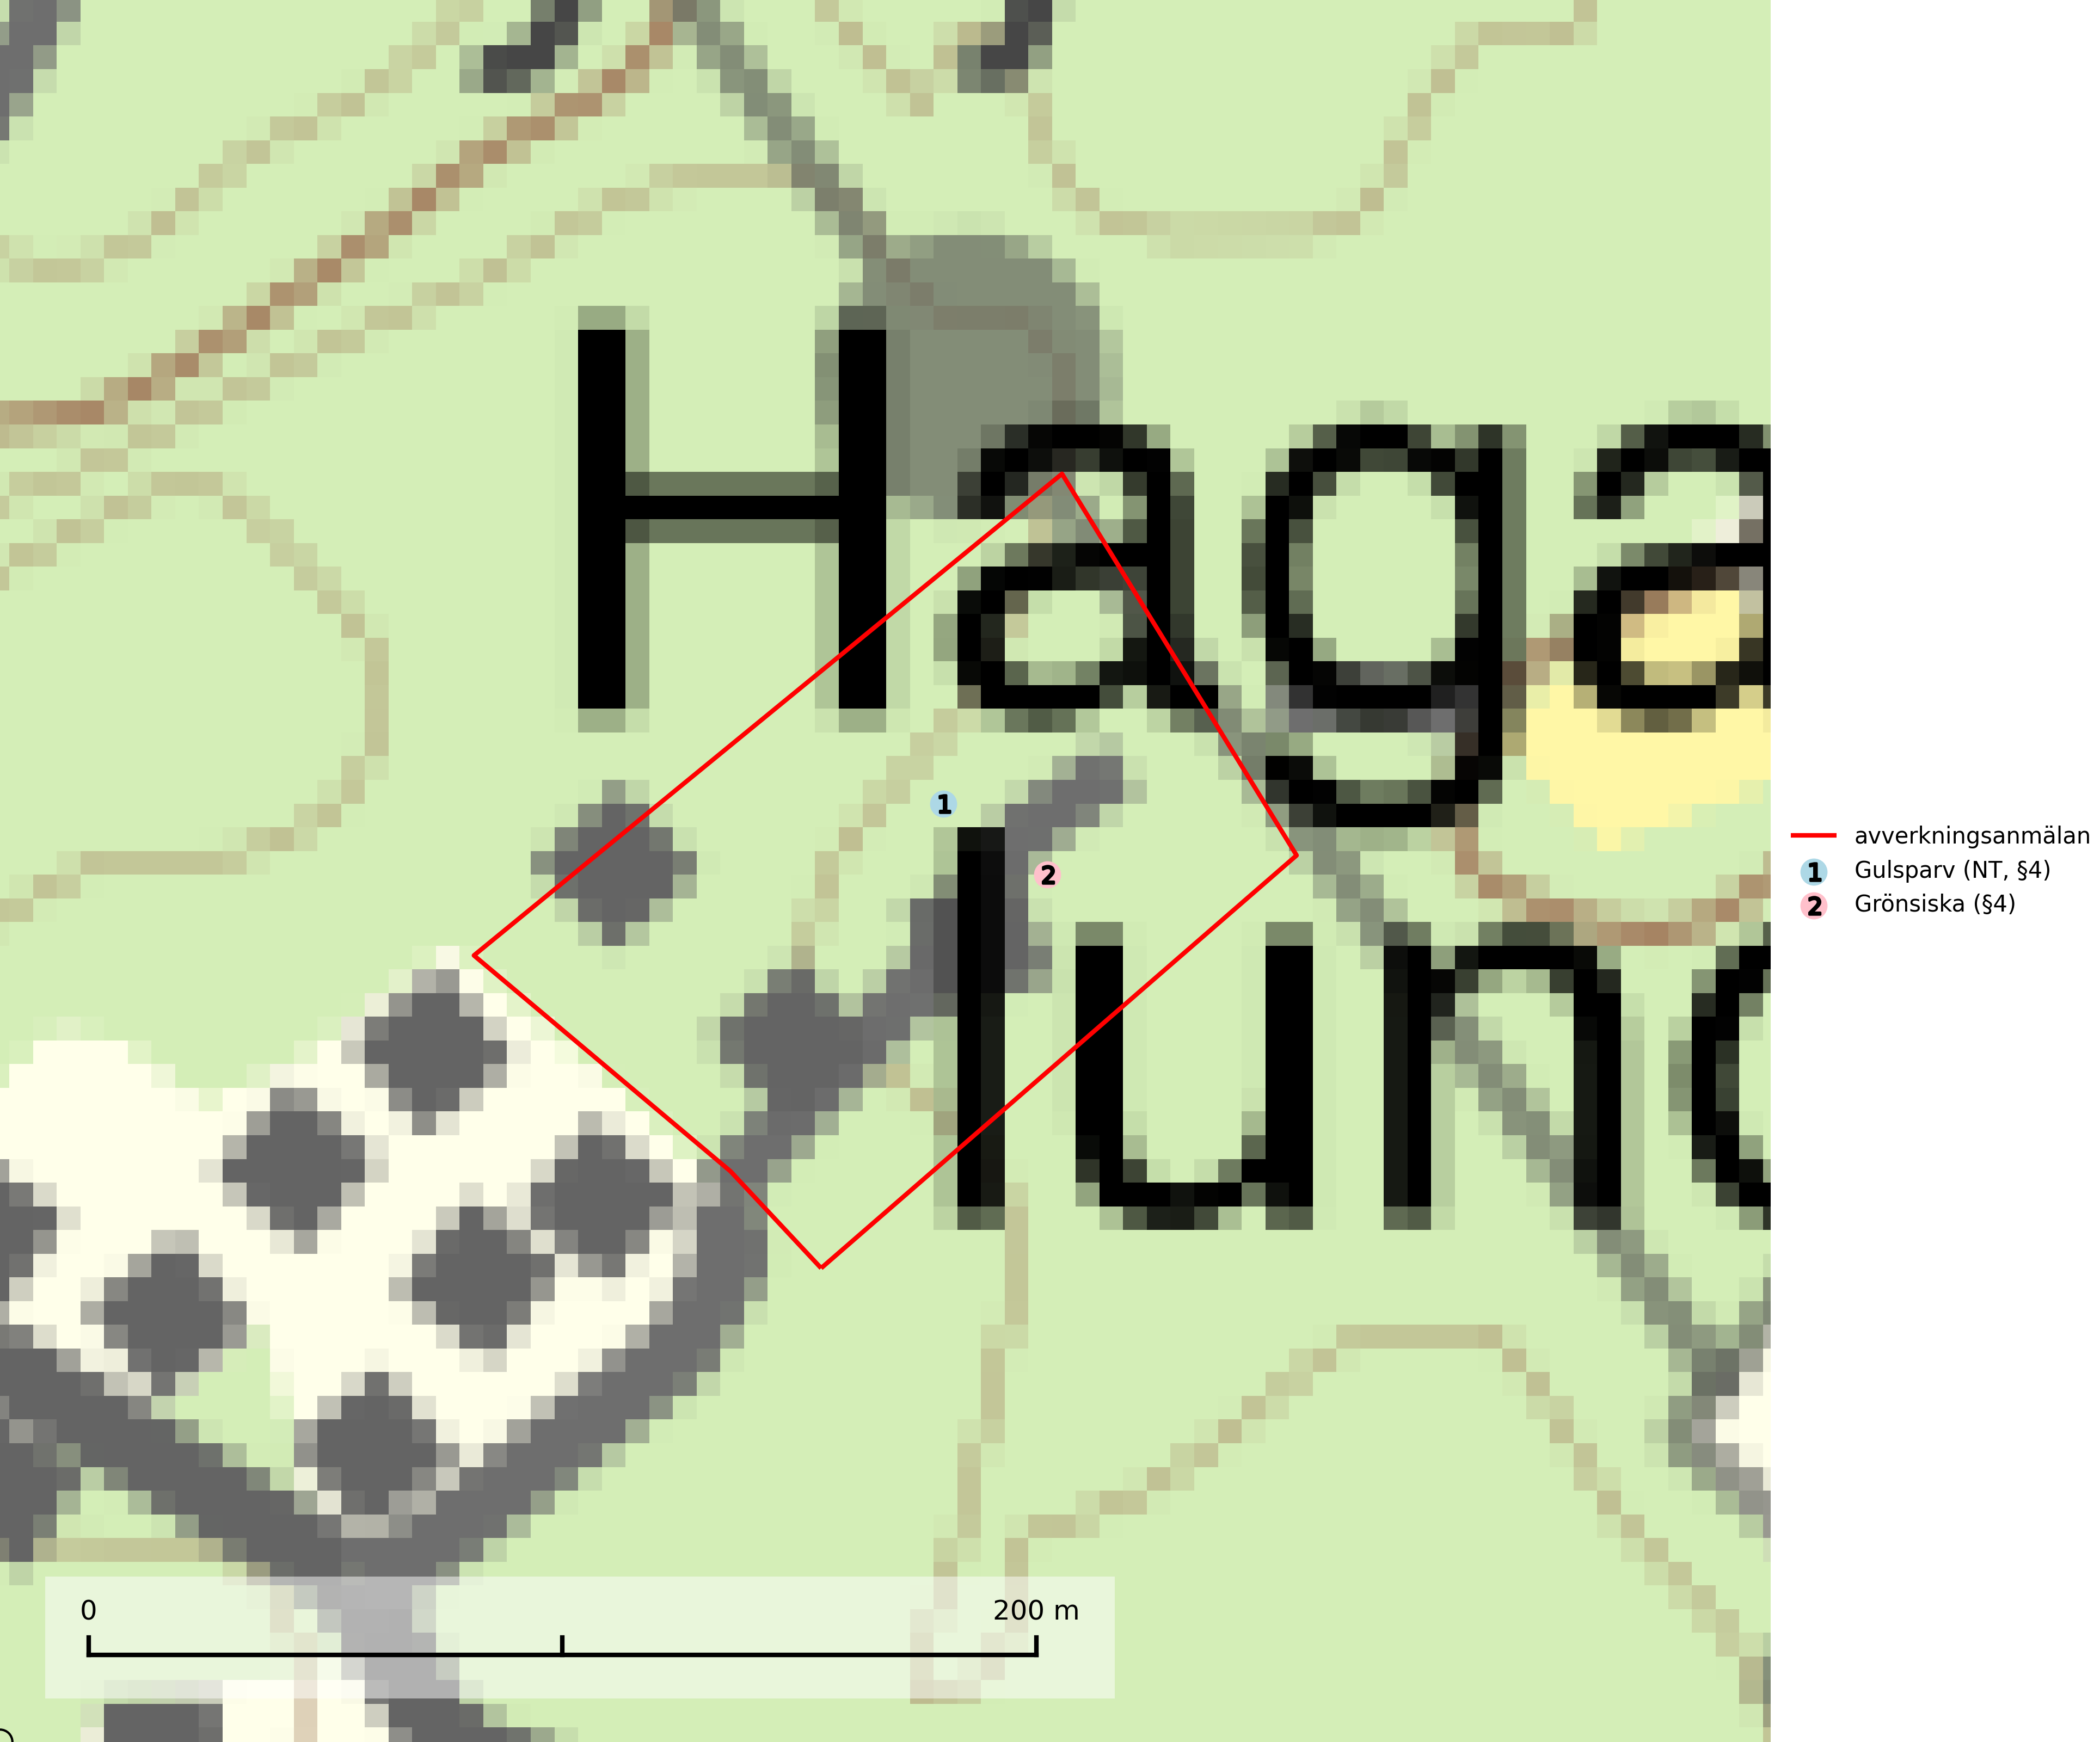 Haga
lund
1
2
avverkningsanmälan
1 Gulsparv (NT, §4)
2 Grönsiska (§4)
0 200 m